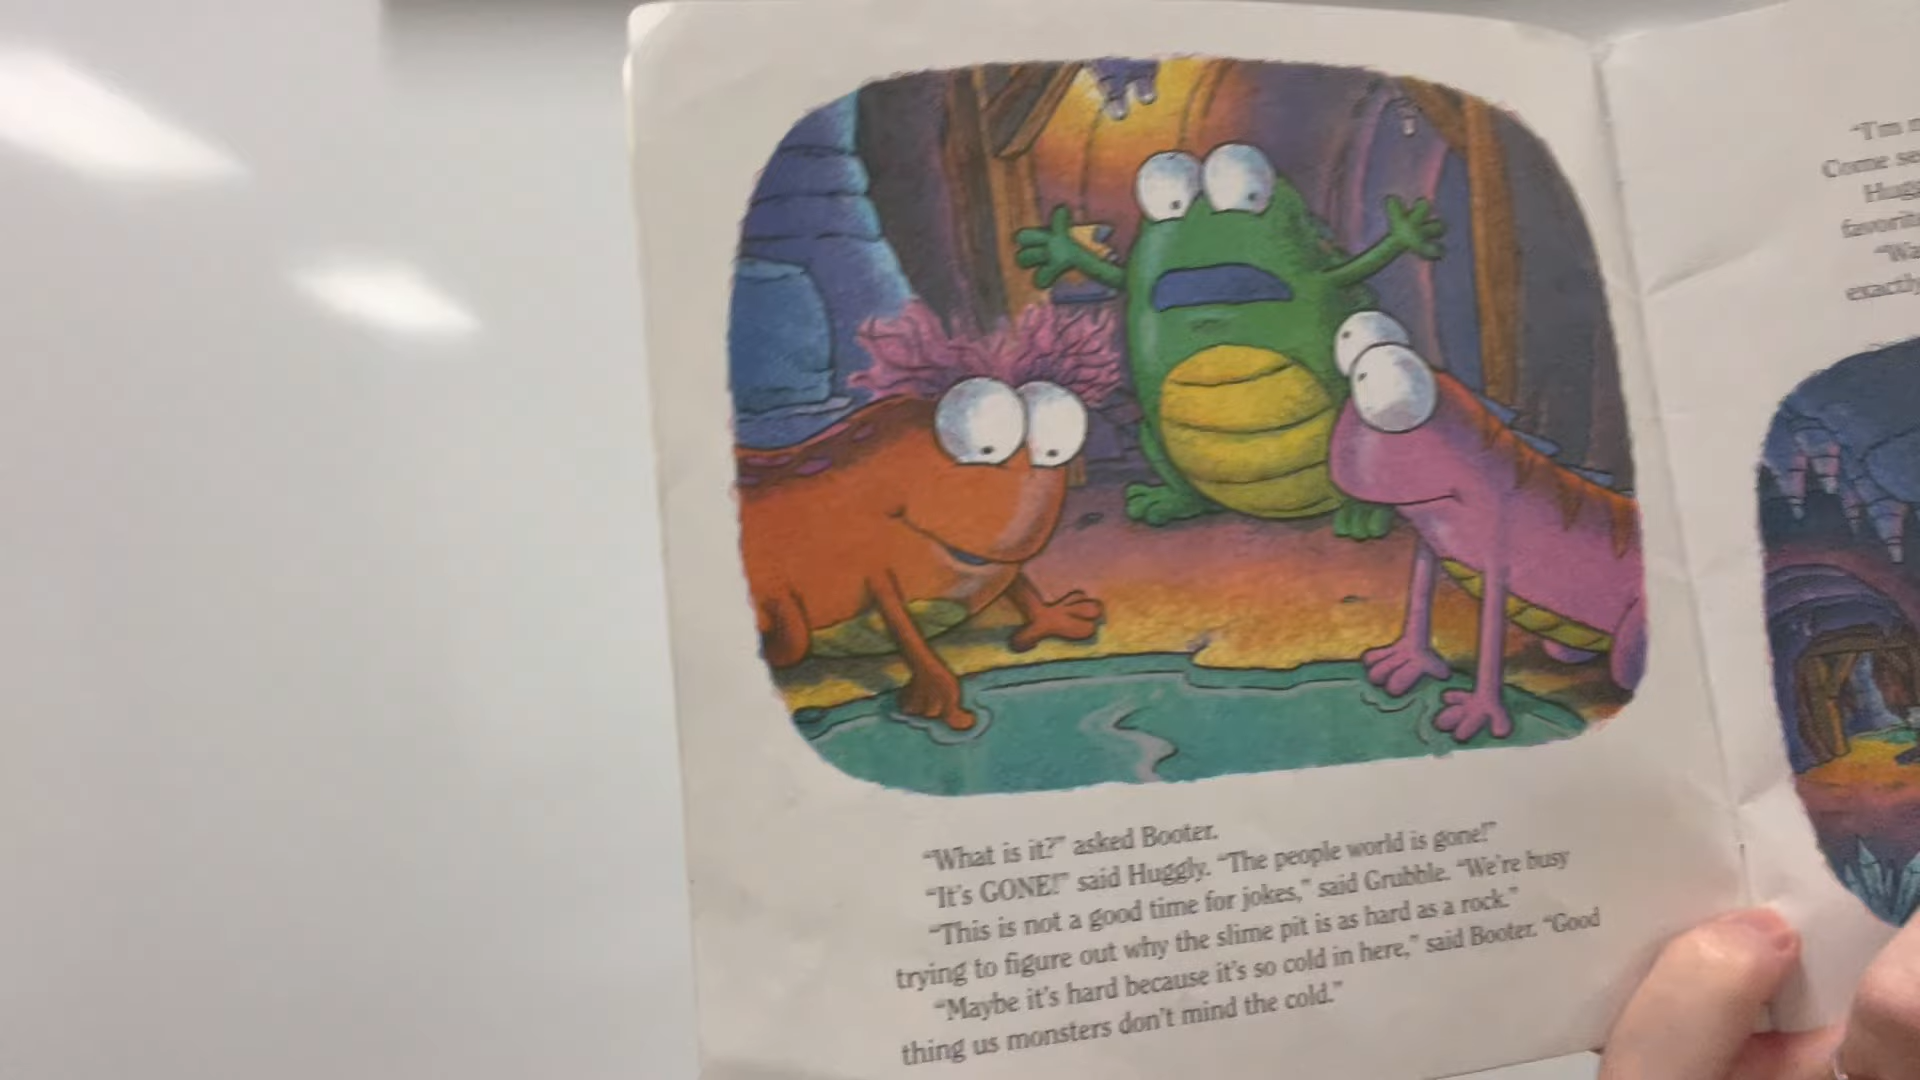 “What is it?” asked Booter.
“It’s GONE!” said Huggly. “The people world is gone!”
“This is not a good time for jokes,” said Grubble. “We’re busy
trying to figure out why the slime pit is as hard as a rock.”
“Maybe it’s hard because it’s so cold in here,” said Booter. “Good
thing us monsters don’t mind the cold.”
“I’m
Come
exactly